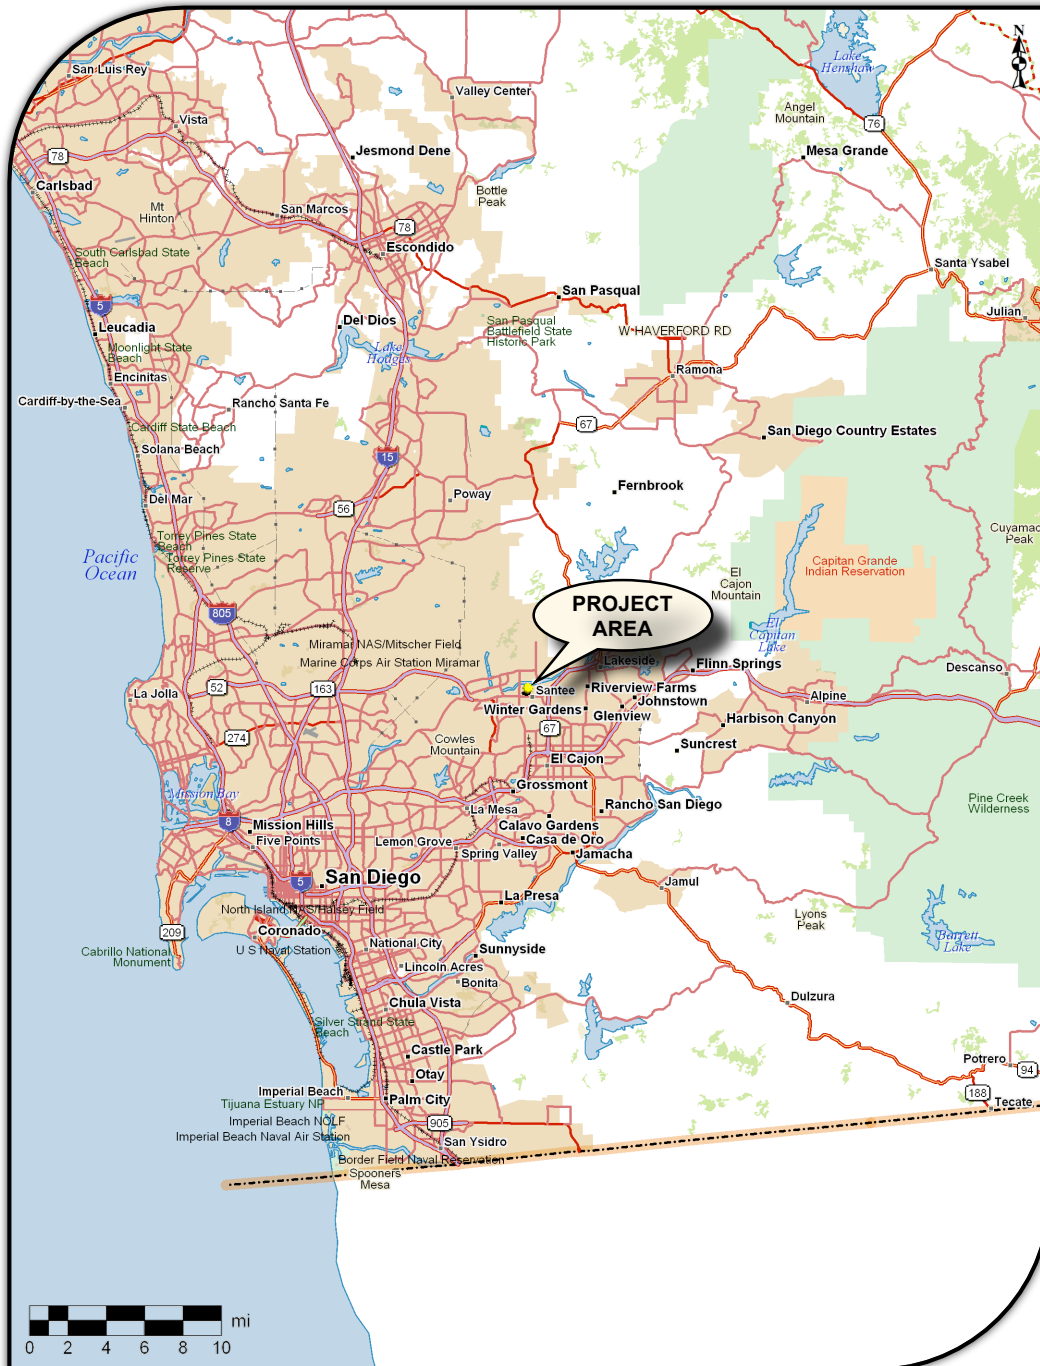 San Luis Rey
Valley Center
Lake
Henshaw
N
Angel
Mountain
Vista
76
78
Jesmond Dene
Mesa Grande
Carlsbad
Bottle
Peak
Mt
Hinton
San Marcos
78
Escondido
South Carlsbad State
Beach
Santa Ysabel
5
San Pasqual
Julian
Leucadia
Del Dios
San Pasqual
Battlefield State
Historic Park
W HAVERFORD RD
Moonlight State
Beach
Lake
Hodges
Encinitas
Ramona
Cardiff-by-the-Sea
Rancho Santa Fe
67
Cardiff State Beach
San Diego Country Estates
Solana Beach
15
Fernbrook
Del Mar
Poway
56
Cuyamac
Peak
Torrey Pines State
Beach
Torrey Pines State
Reserve
Pacific
Ocean
Capitan Grande
Indian Reservation
El
Cajon
Mountain
PROJECT
AREA
805
El
Capitan
Lake
Miramar NAS/Mitscher Field
Marine Corps Air Station Miramar
Lakeside
Flinn Springs
Descanso
La Jolla
52
163
Santee
Riverview Farms
Johnstown
Alpine
Winter Gardens
Glenview
Harbison Canyon
67
274
Cowles
Mountain
Suncrest
El Cajon
Mission Bay
Grossmont
Pine Creek
Wilderness
La Mesa
Rancho San Diego
8
Mission Hills
Calavo Gardens
Five Points
Lemon Grove
Casa de Oro
Spring Valley
Jamacha
5
San Diego
Jamul
La Presa
North Island NAS/Halsey Field
Lyons
Peak
209
Coronado
Barrett
Lake
Cabrillo National
Monument
U S Naval Station
National City
Sunnyside
Lincoln Acres
Bonita
Chula Vista
Dulzura
Silver Strand State
Beach
Castle Park
Potrero
94
Otay
Imperial Beach
188
Tijuana Estuary NP
Palm City
Tecate
Imperial Beach NOLF
905
Imperial Beach Naval Air Station
San Ysidro
Border Field Naval Reservation
Spooners
Mesa
mi
0 2 4 6 8 10